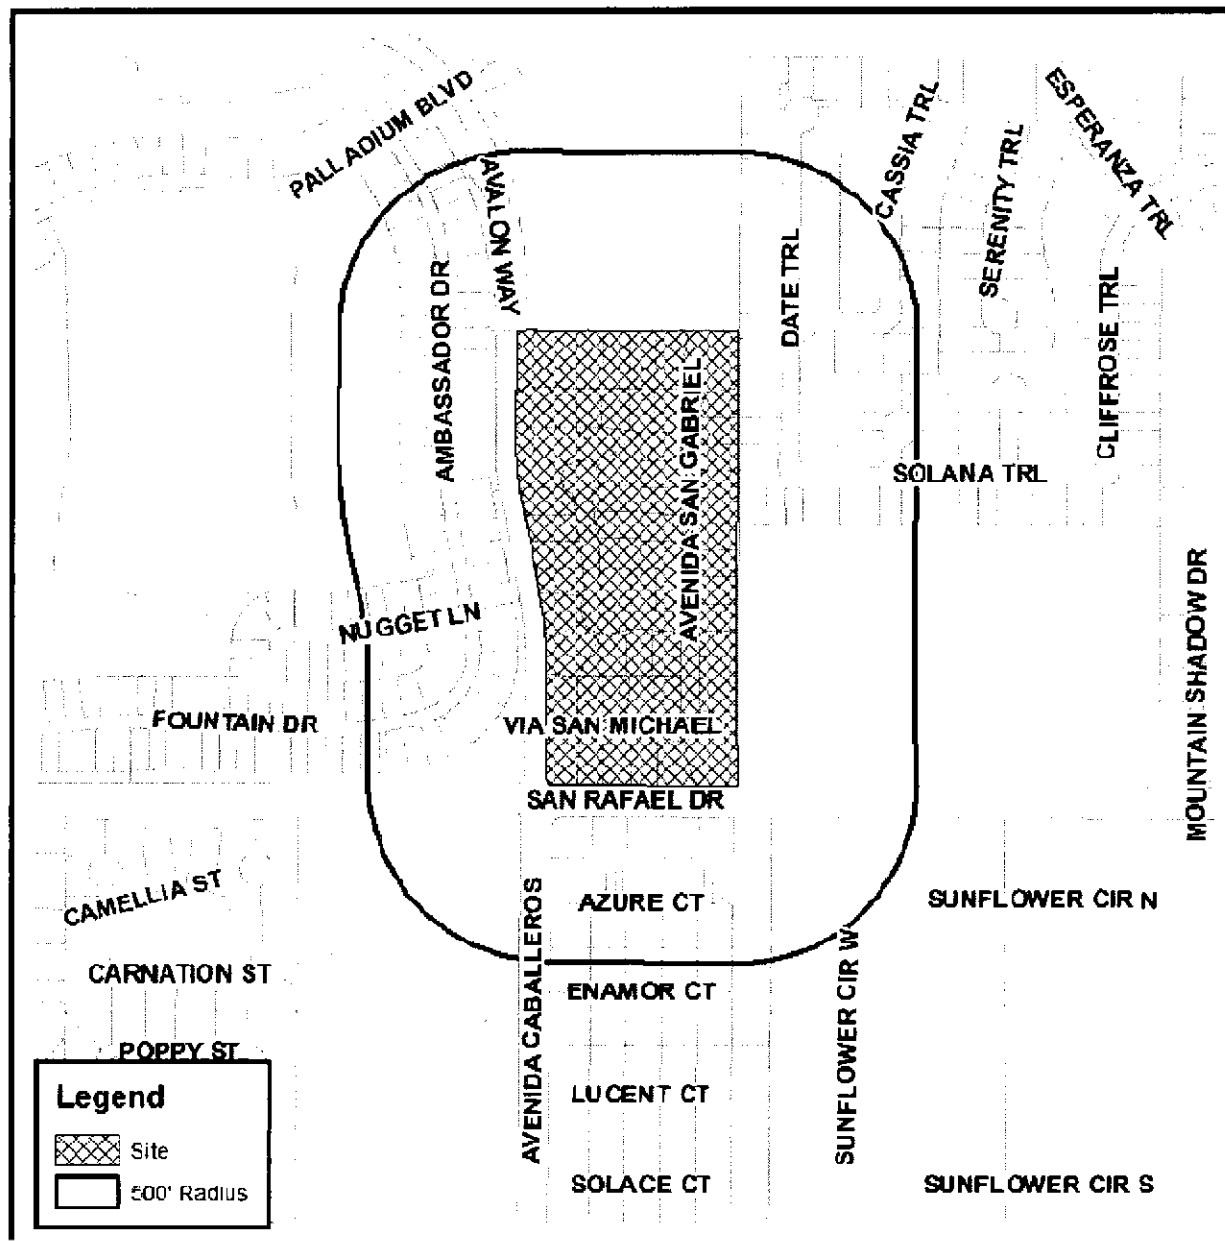 PALLADIUM BLVD
AVALON WAY
AMBASSADOR DR
DATE TRL
CASSIA TRL
SERENITY TRL
ESPERANZA TRL
CLIFFROSE TRL
AVENIDA SAN GABRIEL
SOLANA TRL
MOUNTAIN SHADOW DR
NUGGET LN
FOUNTAIN DR
VIA SAN MICHAEL
SAN RAFAEL DR
CAMELLIA ST
AZURE CT
SUNFLOWER CIR N
CARNATION ST
AVENIDA CABALLEROS
ENAMOR CT
SUNFLOWER CIR W
POPPY ST
LUCENT CT
SOLACE CT
SUNFLOWER CIR S
Legend
Site
500' Radius